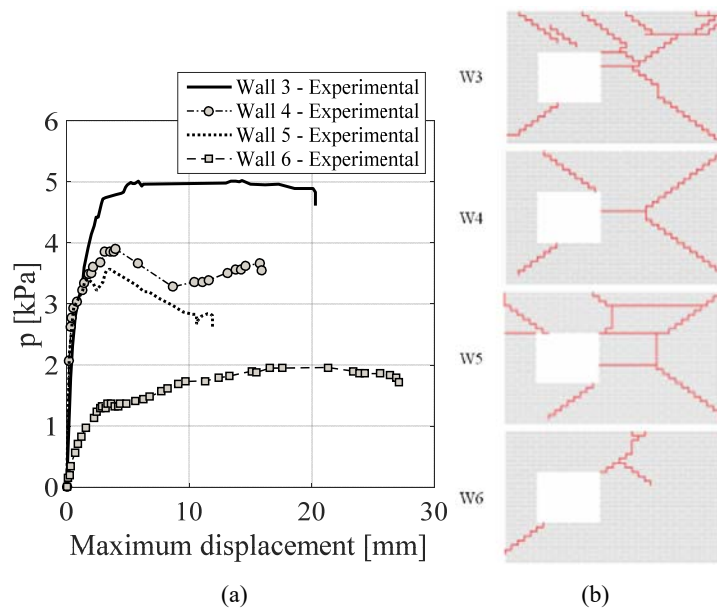 Wall 3 - Experimental
Wall 4 - Experimental
Wall 5 - Experimental
Wall 6 - Experimental
6
5
4
3
2
1
0
p [kPa]
0 10 20 30
Maximum displacement [mm]
(a)
W3
W4
W5
W6
(b)